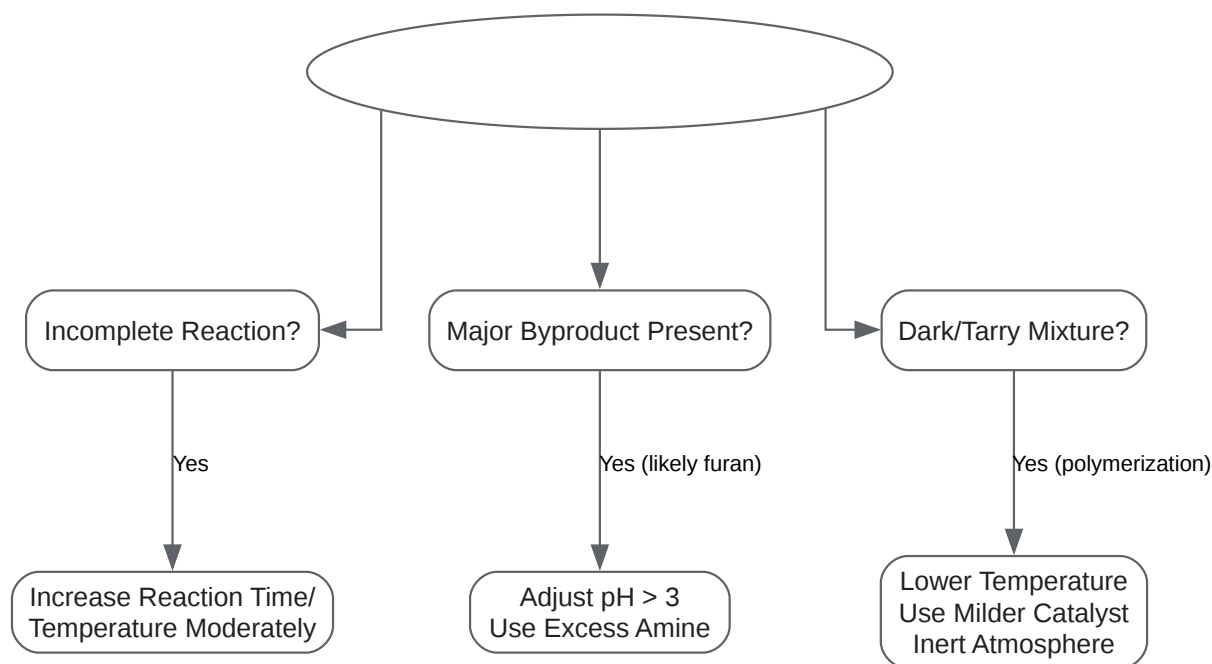 Incomplete Reaction?
Major Byproduct Present?
Dark/Tarry Mixture?
Yes
Yes (likely furan)
Yes (polymerization)
Increase Reaction Time/
Temperature Moderately
Adjust pH > 3
Use Excess Amine
Lower Temperature
Use Milder Catalyst
Inert Atmosphere